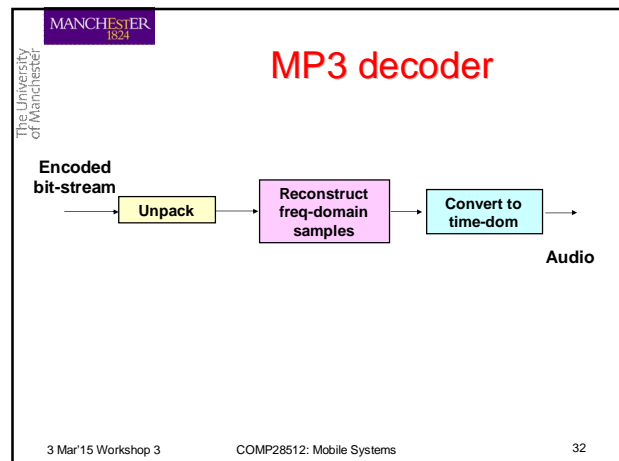 MANCHESTER
1824
The University
of Manchester
MP3 decoder
Encoded
bit-stream
Unpack
Reconstruct
freq-domain
samples
Convert to
time-dom
Audio
3 Mar'15 Workshop 3
COMP28512: Mobile Systems
32